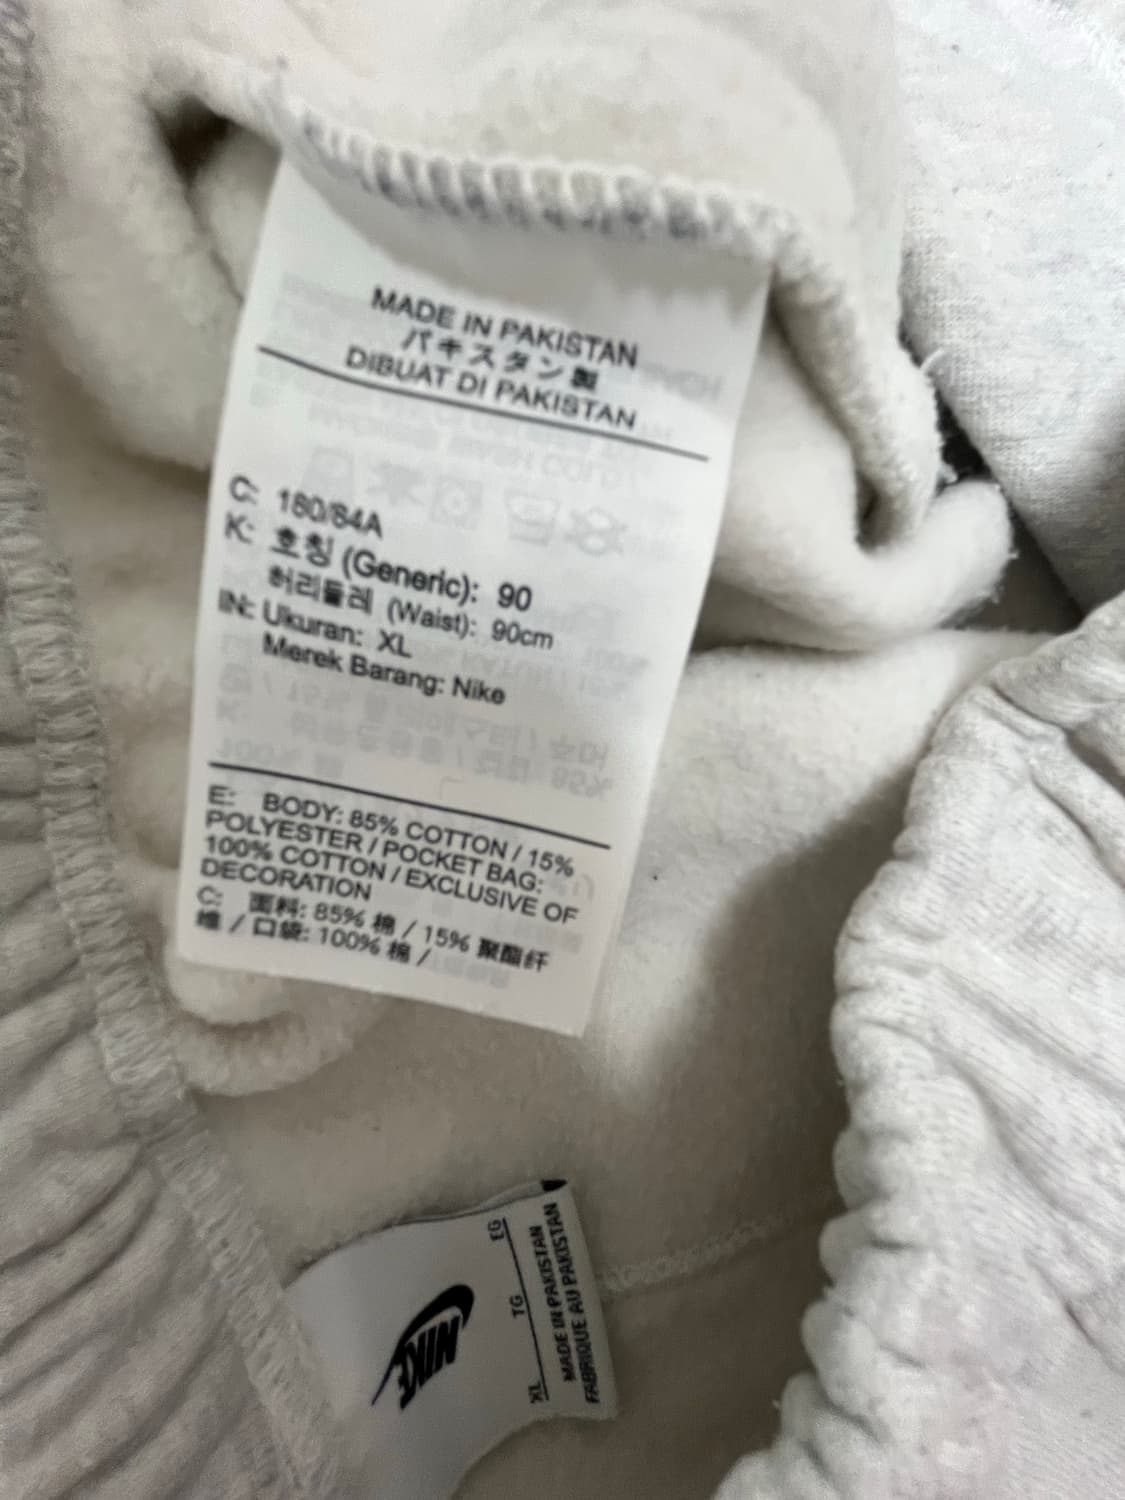 MADE IN PAKISTAN
パキスタン製
DIBUAT DI PAKISTAN
C: 180/84A
K: 호칭 (Generic): 90
허리둘레 (Waist): 90cm
IN: Ukuran: XL
Merek Barang: Nike
E: BODY: 85% COTTON / 15%
POLYESTER / POCKET BAG:
100% COTTON / EXCLUSIVE OF
DECORATION
C: 面料: 85% 棉 / 15% 聚酯纤
维 / 口袋: 100% 棉 /
NIKE
XL TG EG
MADE IN PAKISTAN
FABRIQUE AU PAKISTAN